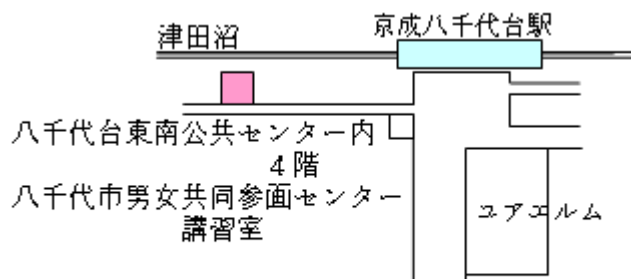 津田沼
京成八千代台駅
八千代台東南公共センター内
4階
八千代市男女共同参画センター
講習室
ユアエルム